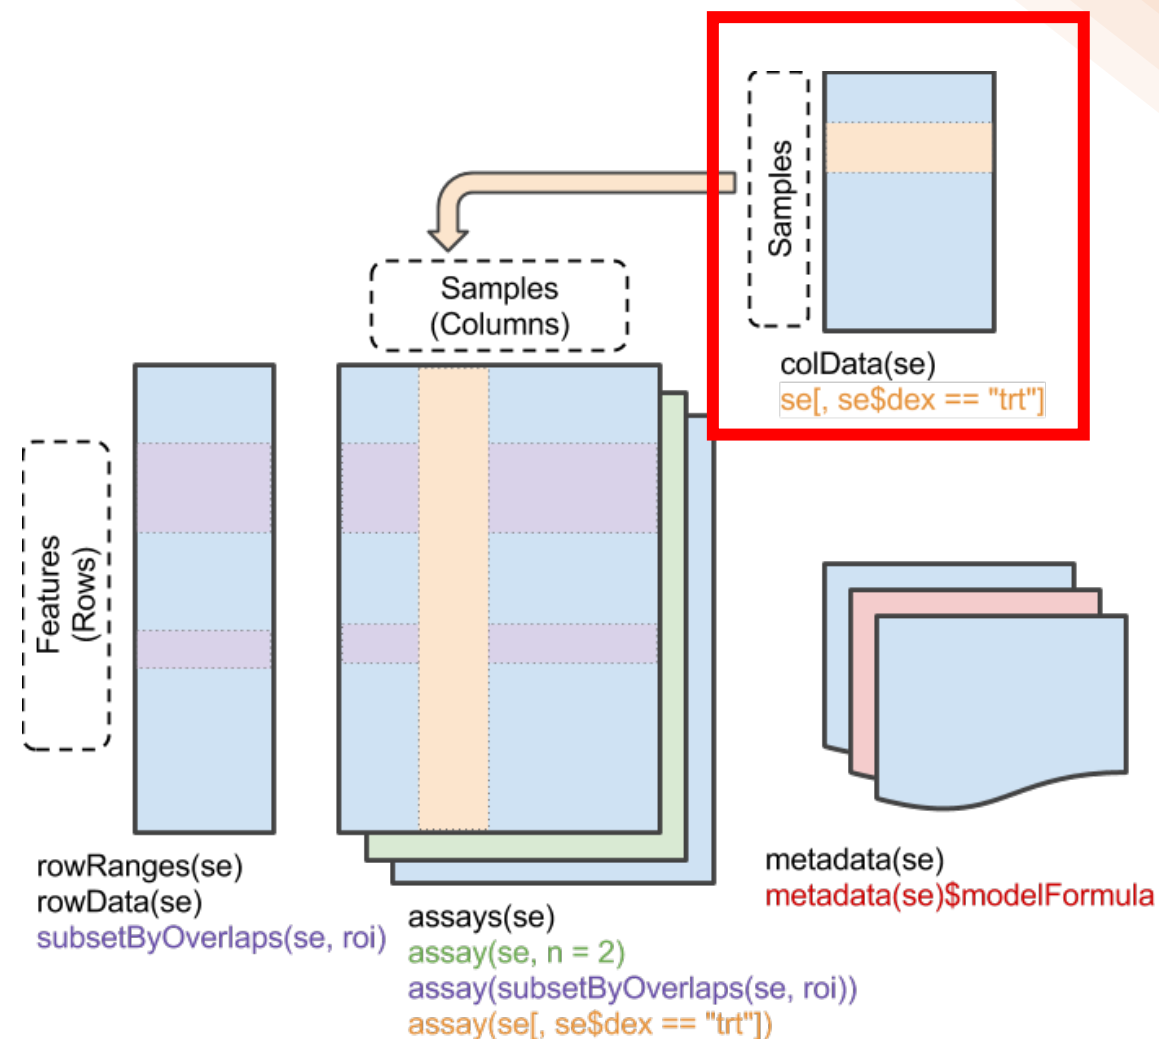 Samples
colData(se)
se[, se$dex == "trt"]
Samples
(Columns)
Features
(Rows)
rowRanges(se)
rowData(se)
subsetByOverlaps(se, roi)
assays(se)
assay(se, n = 2)
assay(subsetByOverlaps(se, roi))
assay(se[, se$dex == "trt"])
metadata(se)
metadata(se)$modelFormula